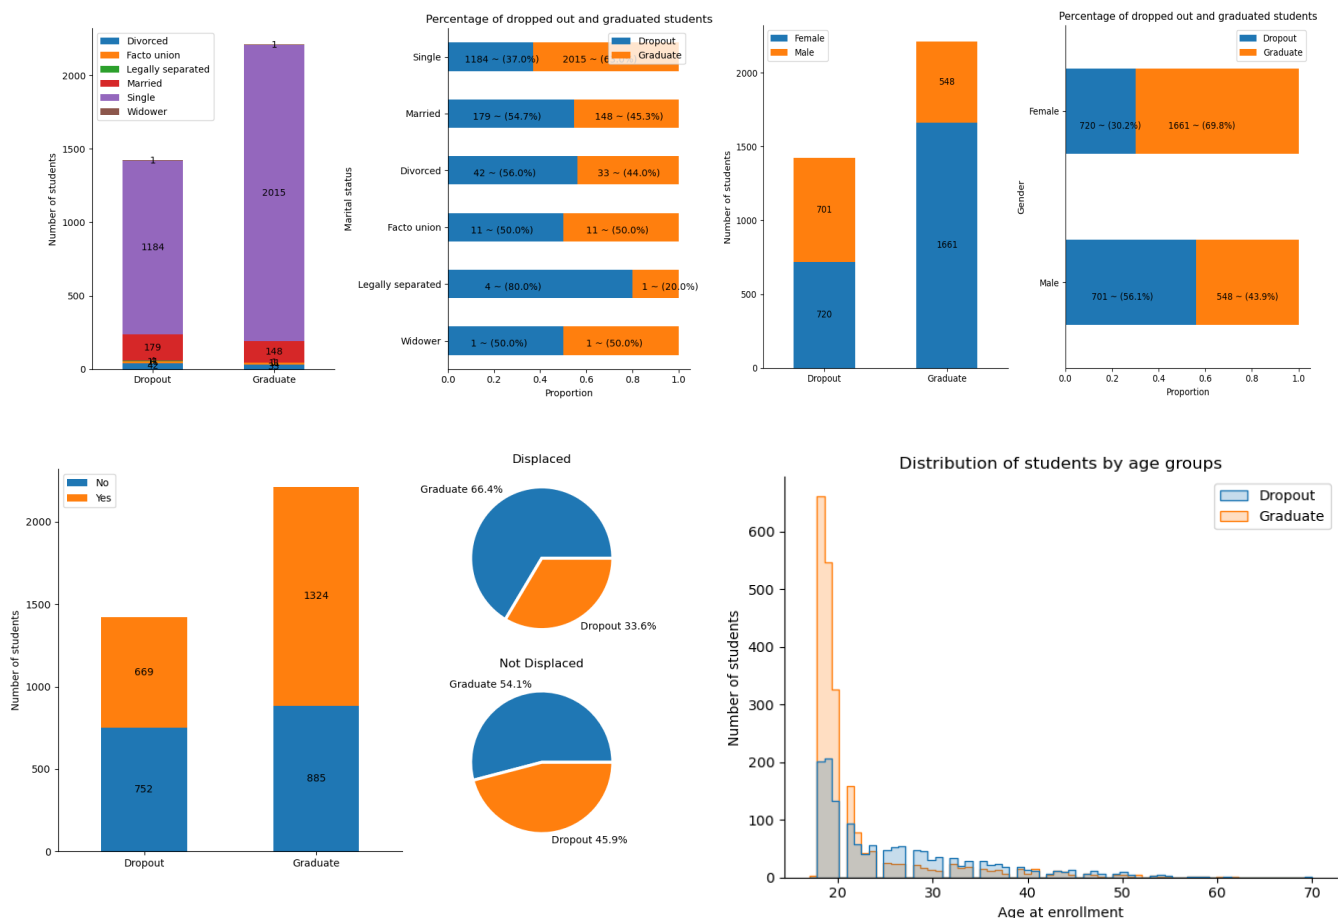 Divorced
Facto union
Legally separated
Married
Single
Widower
Number of students
0
500
1000
1500
2000
1
1184
179
42
1
2015
148
Dropout
Graduate
Percentage of dropped out and graduated students
Dropout
Graduate
Marital status
Single
1184 ~ (37.0%)
2015 ~
Married
179 ~ (54.7%)
148 ~ (45.3%)
Divorced
42 ~ (56.0%)
33 ~ (44.0%)
Facto union
11 ~ (50.0%)
11 ~ (50.0%)
Legally separated
4 ~ (80.0%)
1 ~ (20.0%)
Widower
1 ~ (50.0%)
1 ~ (50.0%)
0.0 0.2 0.4 0.6 0.8 1.0
Proportion
Female
Male
Number of students
0
500
1000
1500
2000
701
720
548
1661
Dropout
Graduate
Percentage of dropped out and graduated students
Dropout
Graduate
Gender
Female
720 ~ (30.2%)
1661 ~ (69.8%)
Male
701 ~ (56.1%)
548 ~ (43.9%)
0.0 0.2 0.4 0.6 0.8 1.0
Proportion
No
Yes
Number of students
0
500
1000
1500
2000
669
752
1324
885
Dropout
Graduate
Displaced
Graduate 66.4%
Dropout 33.6%
Not Displaced
Graduate 54.1%
Dropout 45.9%
Distribution of students by age groups
Dropout
Graduate
Number of students
0
100
200
300
400
500
600
20 30 40 50 60 70
Age at enrollment